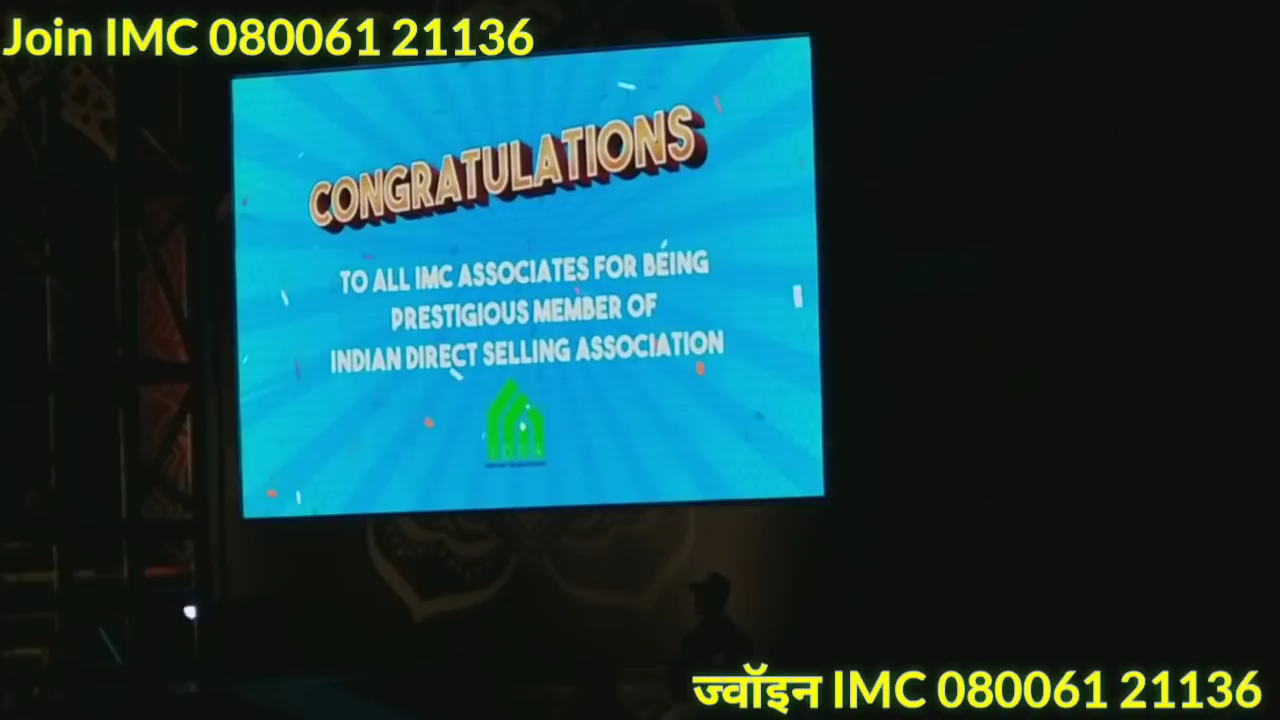 Join IMC 080061 21136
CONGRATULATIONS
TO ALL IMC ASSOCIATES FOR BEING
PRESTIGIOUS MEMBER OF
INDIAN DIRECT SELLING ASSOCIATION
ज्वॉइन IMC 080061 21136